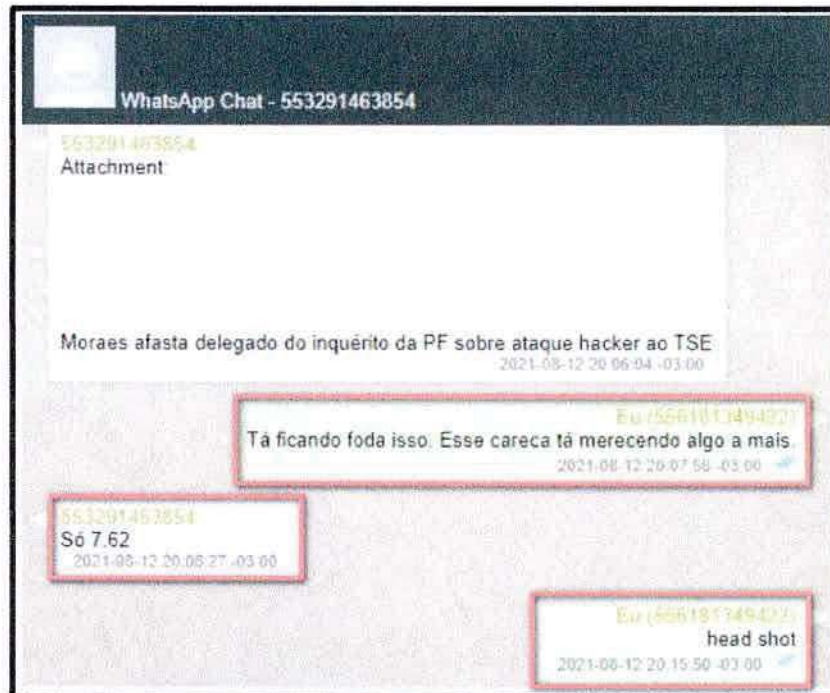 WhatsApp Chat - 553291463854
553291463854
Attachment:
Moraes afasta delegado do inquérito da PF sobre ataque hacker ao TSE
2021-08-12 20:06:04 -03:00
Eu (556181349422)
Tá ficando foda isso. Esse careca tá merecendo algo a mais.
2021-08-12 20:07:58 -03:00
553291463854
Só 7.62
2021-08-12 20:08:27 -03:00
Eu (556181349422)
head shot
2021-08-12 20:15:50 -03:00